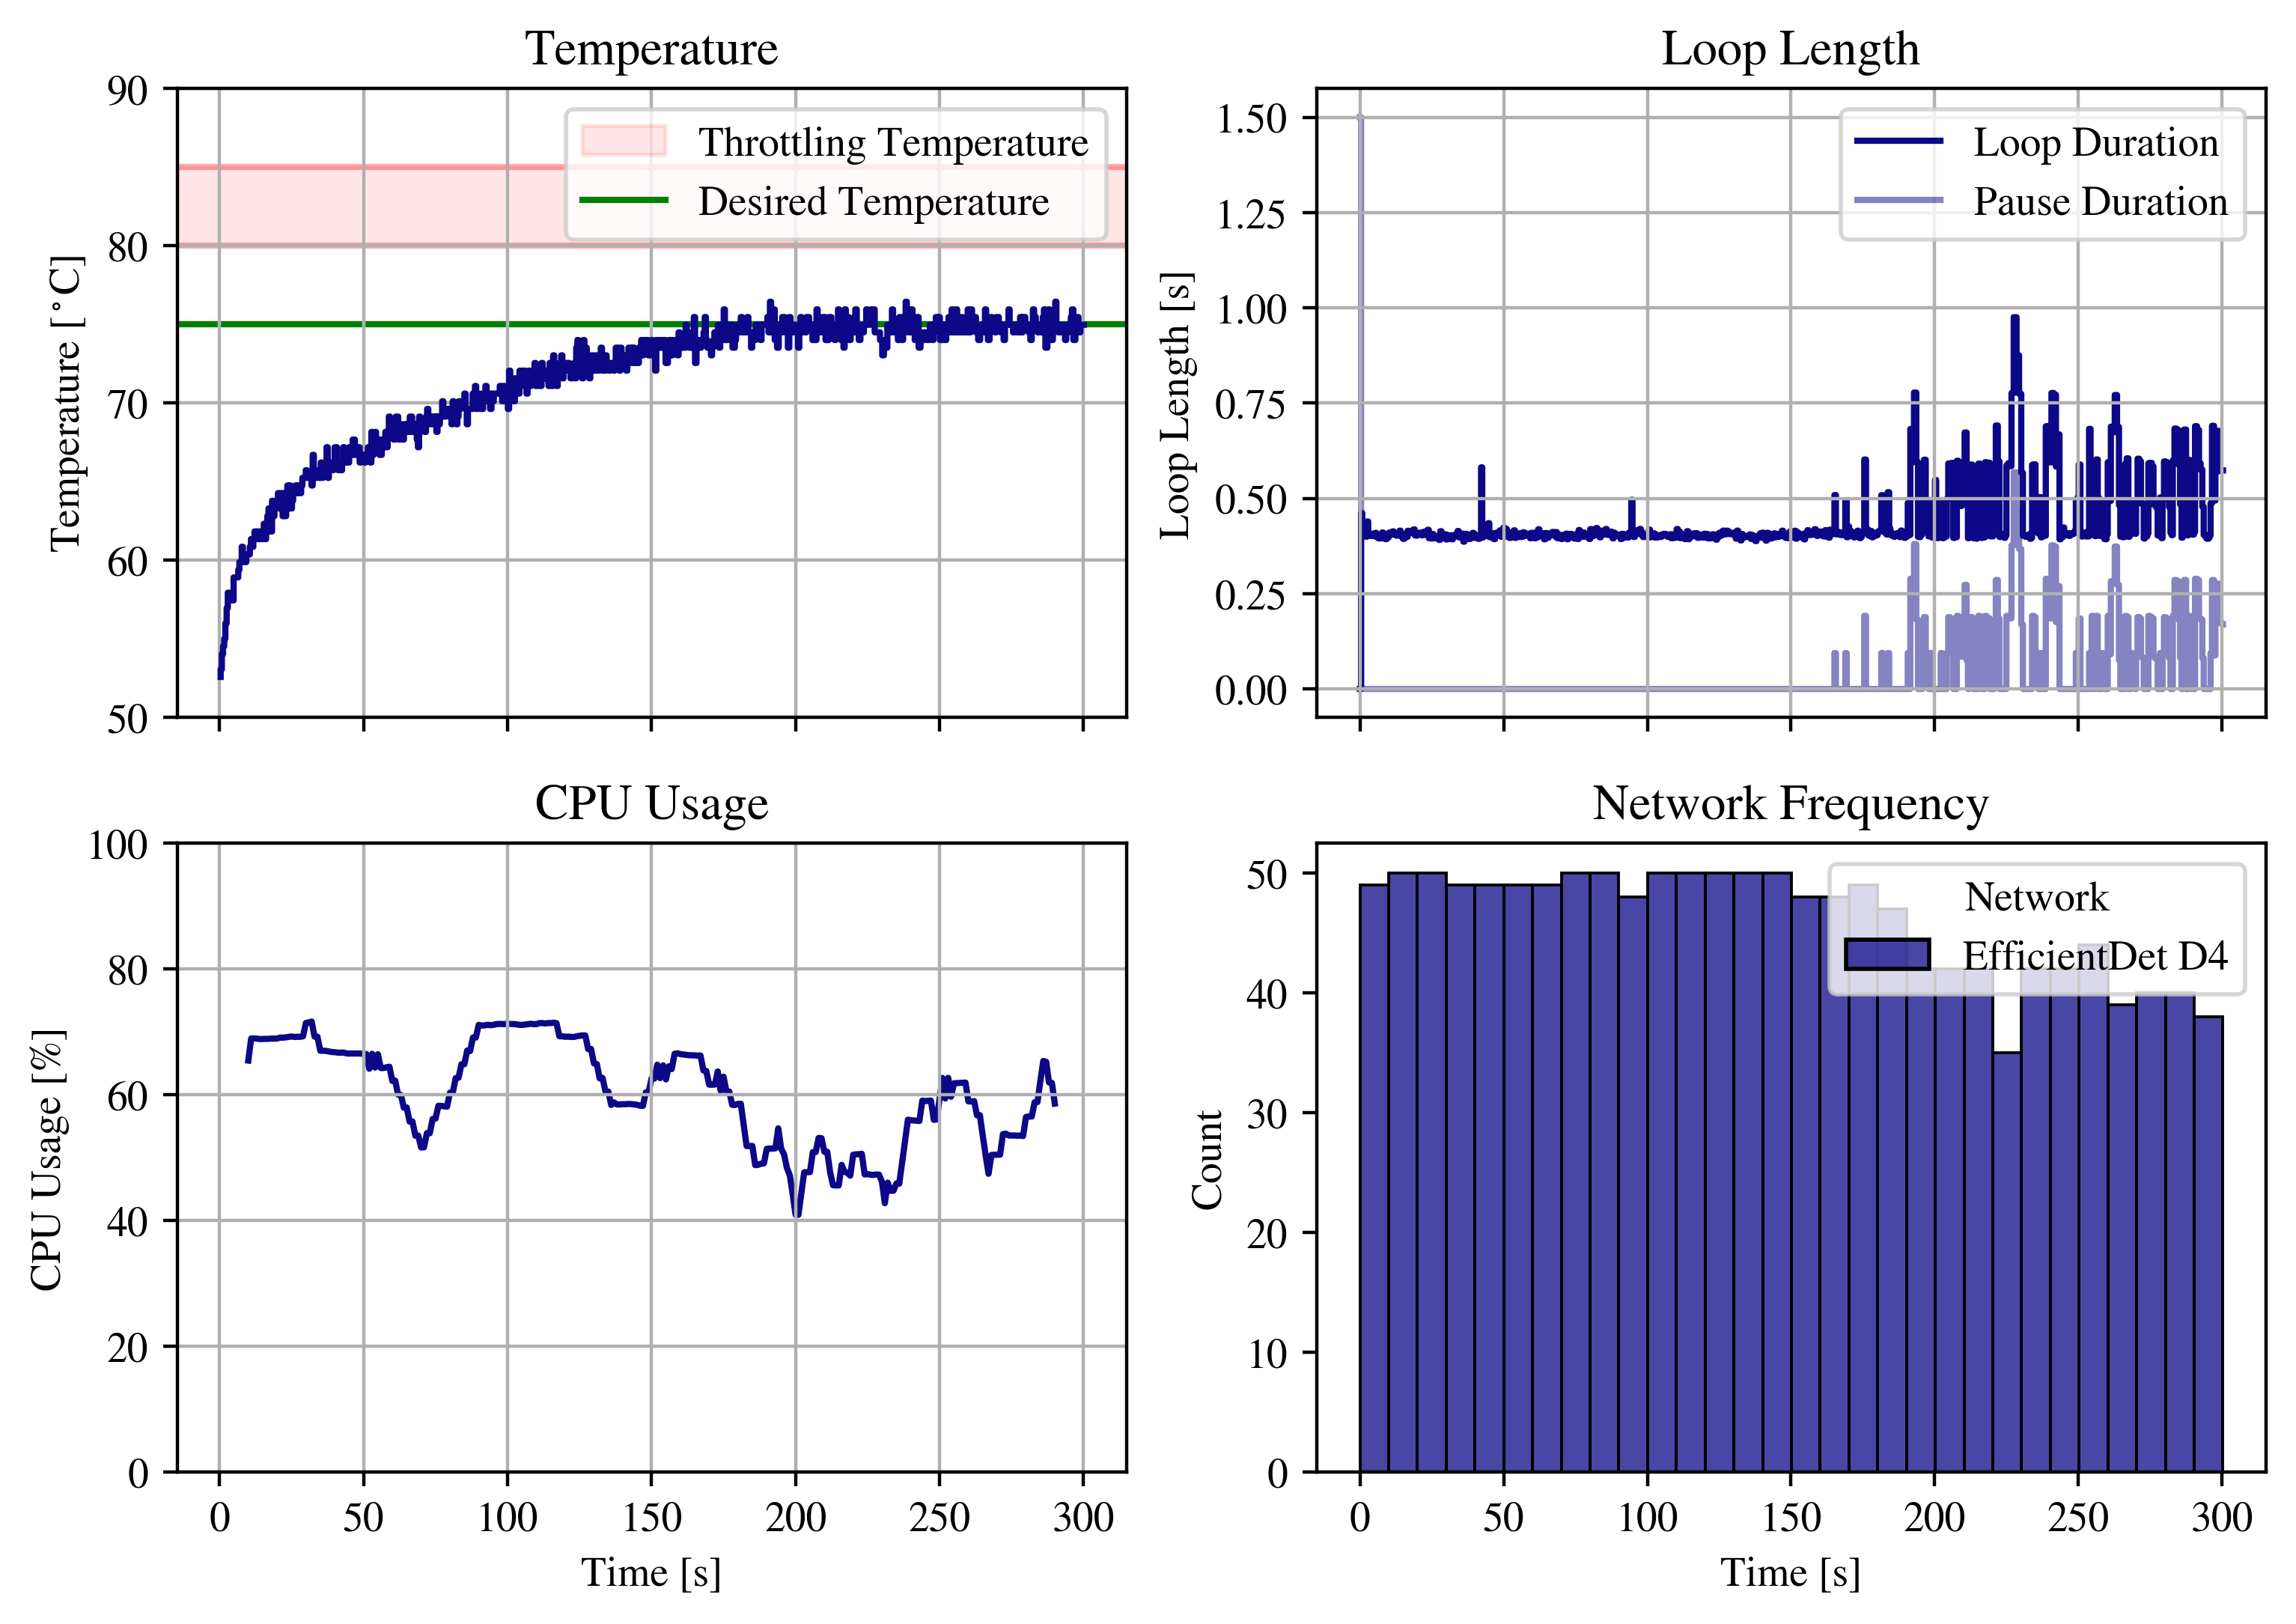 Temperature
90
80
70
60
50
Temperature [°C]
Throttling Temperature
Desired Temperature
Loop Length
1.50
1.25
1.00
0.75
0.50
0.25
0.00
Loop Length [s]
Loop Duration
Pause Duration
CPU Usage
100
80
60
40
20
0
CPU Usage [%]
0 50 100 150 200 250 300
Time [s]
Network Frequency
50
40
30
20
10
0
Count
Network
EfficientDet D4
0 50 100 150 200 250 300
Time [s]